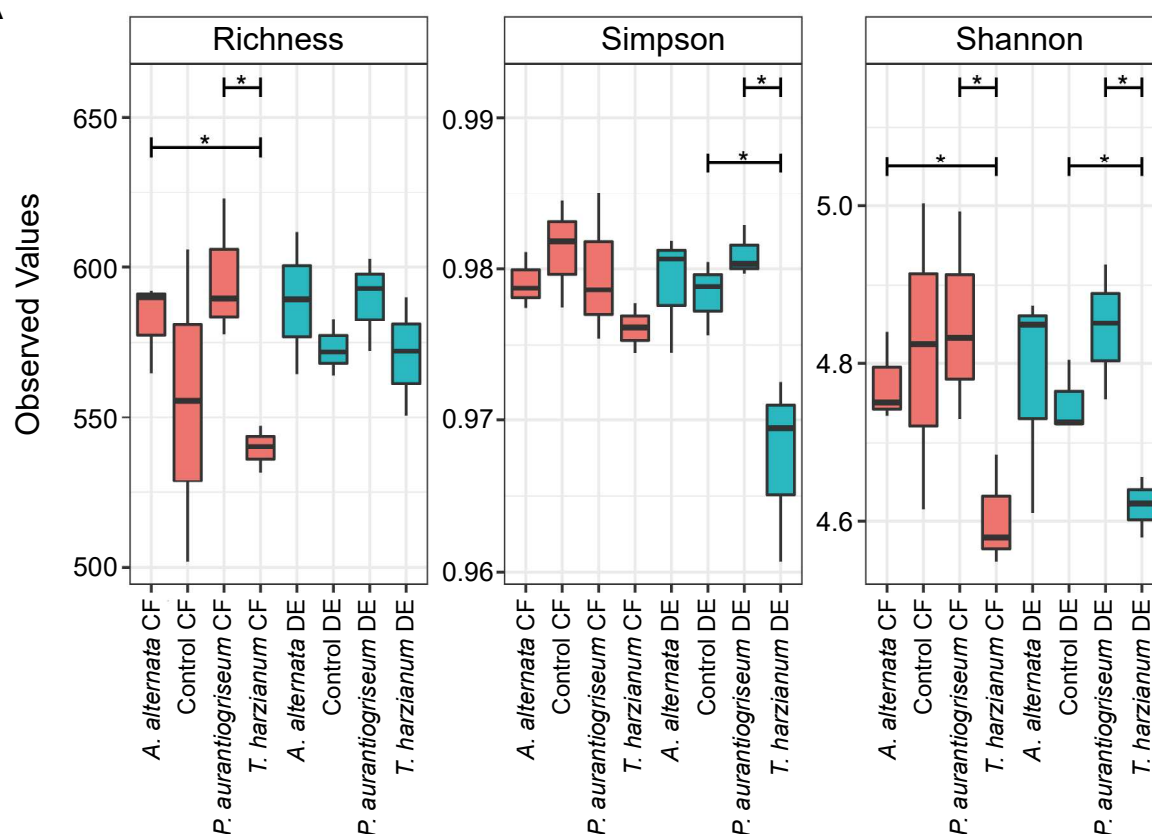 Richness
Simpson
Shannon
Observed Values
650
600
550
500
*
*
A. alternata CF
Control CF
P. aurantiogriseum CF
T. harzianum CF
A. alternata DE
Control DE
P. aurantiogriseum DE
T. harzianum DE
0.99
0.98
0.97
0.96
*
*
A. alternata CF
Control CF
P. aurantiogriseum CF
T. harzianum CF
A. alternata DE
Control DE
P. aurantiogriseum DE
T. harzianum DE
5.0
4.8
4.6
*
*
*
*
A. alternata CF
Control CF
P. aurantiogriseum CF
T. harzianum CF
A. alternata DE
Control DE
P. aurantiogriseum DE
T. harzianum DE